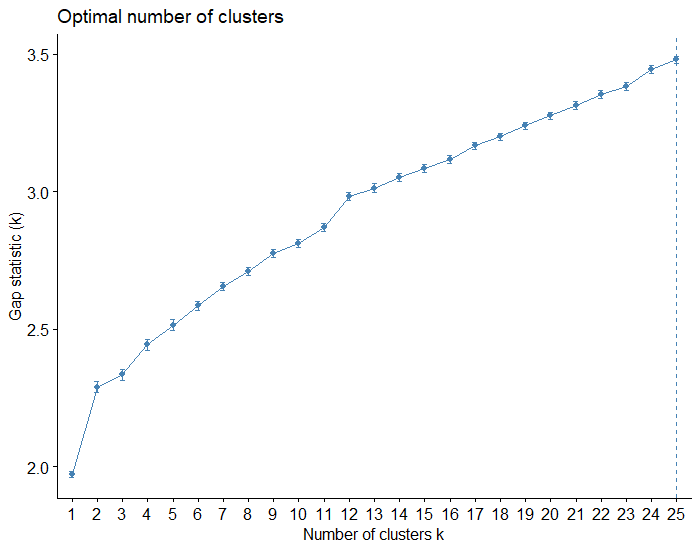 Optimal number of clusters
Gap statistic (k)
3.5
3.0
2.5
2.0
1 2 3 4 5 6 7 8 9 10 11 12 13 14 15 16 17 18 19 20 21 22 23 24 25
Number of clusters k